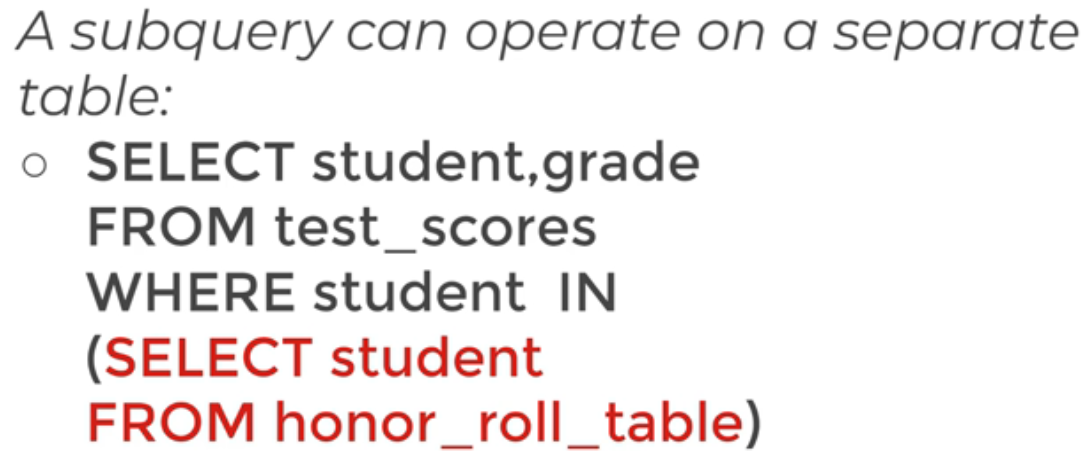 A subquery can operate on a separate
table:
○ SELECT student,grade
FROM test_scores
WHERE student IN
(SELECT student
FROM honor_roll_table)